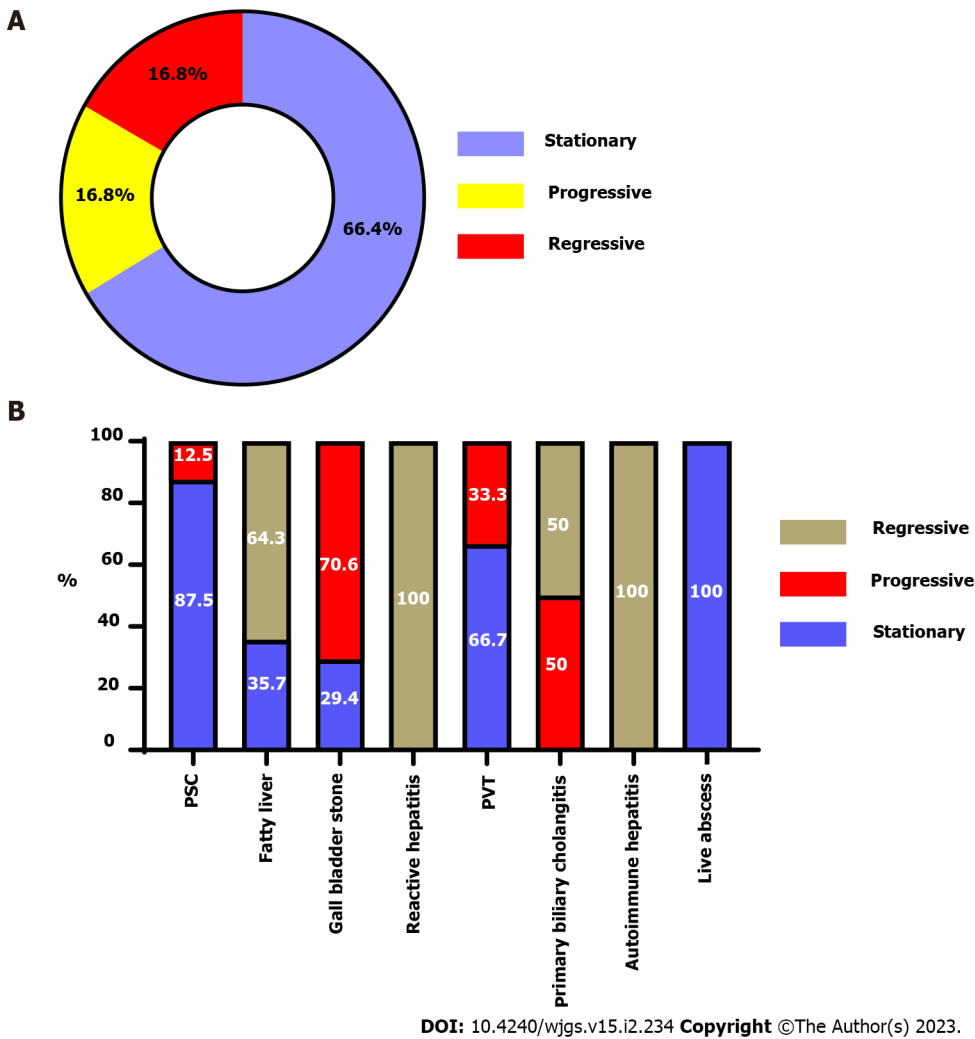 A
16.8%
16.8%
66.4%
Stationary
Progressive
Regressive
B
100
80
60
40
20
0
%
12.5
87.5
64.3
35.7
70.6
29.4
100
33.3
66.7
50
50
100
100
Regressive
Progressive
Stationary
PSC
Fatty liver
Gall bladder stone
Reactive hepatitis
PVT
Primary biliary cholangitis
Autoimmune hepatitis
Live abscess
DOI: 10.4240/wjgs.v15.i2.234 Copyright ©The Author(s) 2023.